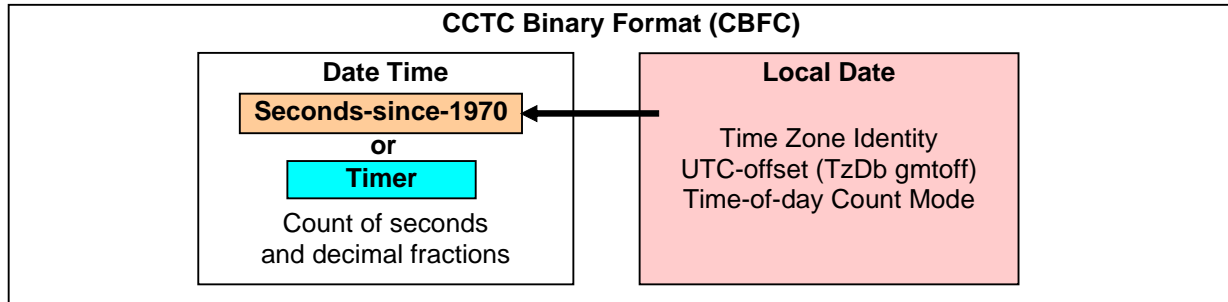 CCTC Binary Format (CBFC)
Date Time
Seconds-since-1970
or
Timer
Count of seconds
and decimal fractions
Local Date
Time Zone Identity
UTC-offset (TzDb gmtoff)
Time-of-day Count Mode